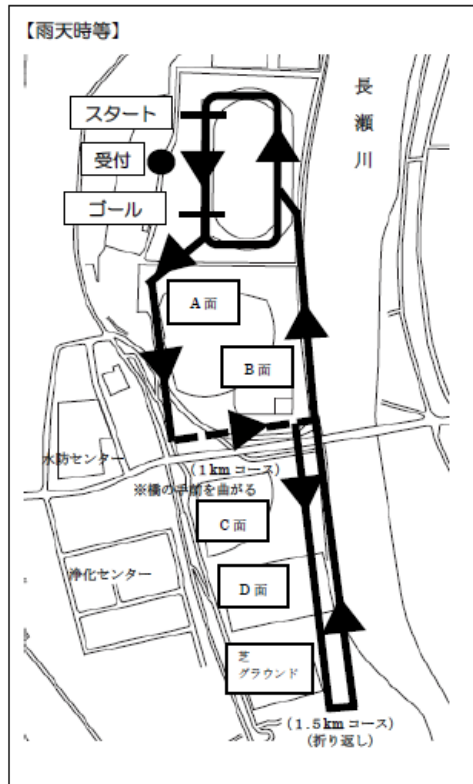 【雨天時等】
スタート
受付
ゴール
長瀬川
A面
B面
水防センター
(1kmコース)
※橋の手前を曲がる
C面
浄化センター
D面
芝
グラウンド
(1.5kmコース)
(折り返し)